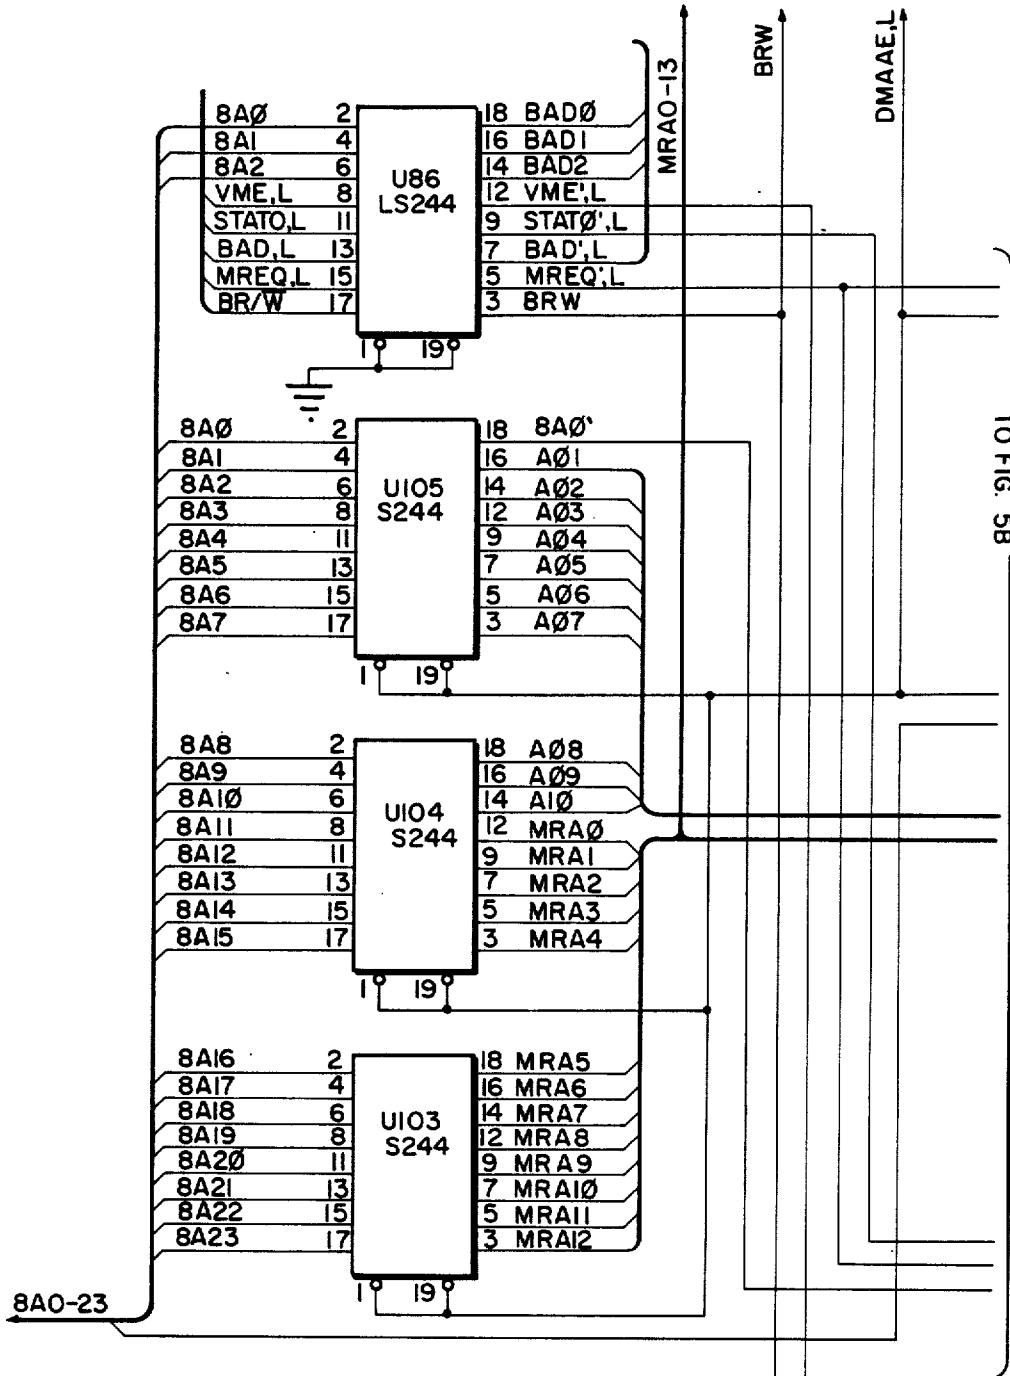 MRAO-13
BRW
DMAAE,L
8AØ 2 18 BADØ
8A1 4 16 BAD1
8A2 6 14 BAD2
VME,L 8 12 VME',L
STATO,L 11 9 STATØ',L
BAD,L 13 7 BAD',L
MREQ,L 15 5 MREQ',L
BR/W̅ 17 3 BRW
U86
LS244
1 19
8AØ 2 18 8AØ'
8A1 4 16 AØ1
8A2 6 14 AØ2
8A3 8 12 AØ3
8A4 11 9 AØ4
8A5 13 7 AØ5
8A6 15 5 AØ6
8A7 17 3 AØ7
U105
S244
1 19
TO FIG. 5B
8A8 2 18 AØ8
8A9 4 16 AØ9
8A1Ø 6 14 A1Ø
8A11 8 12 MRAØ
8A12 11 9 MRA1
8A13 13 7 MRA2
8A14 15 5 MRA3
8A15 17 3 MRA4
U104
S244
1 19
8A16 2 18 MRA5
8A17 4 16 MRA6
8A18 6 14 MRA7
8A19 8 12 MRA8
8A2Ø 11 9 MRA9
8A21 13 7 MRA1Ø
8A22 15 5 MRA11
8A23 17 3 MRA12
U103
S244
1 19
8AO-23